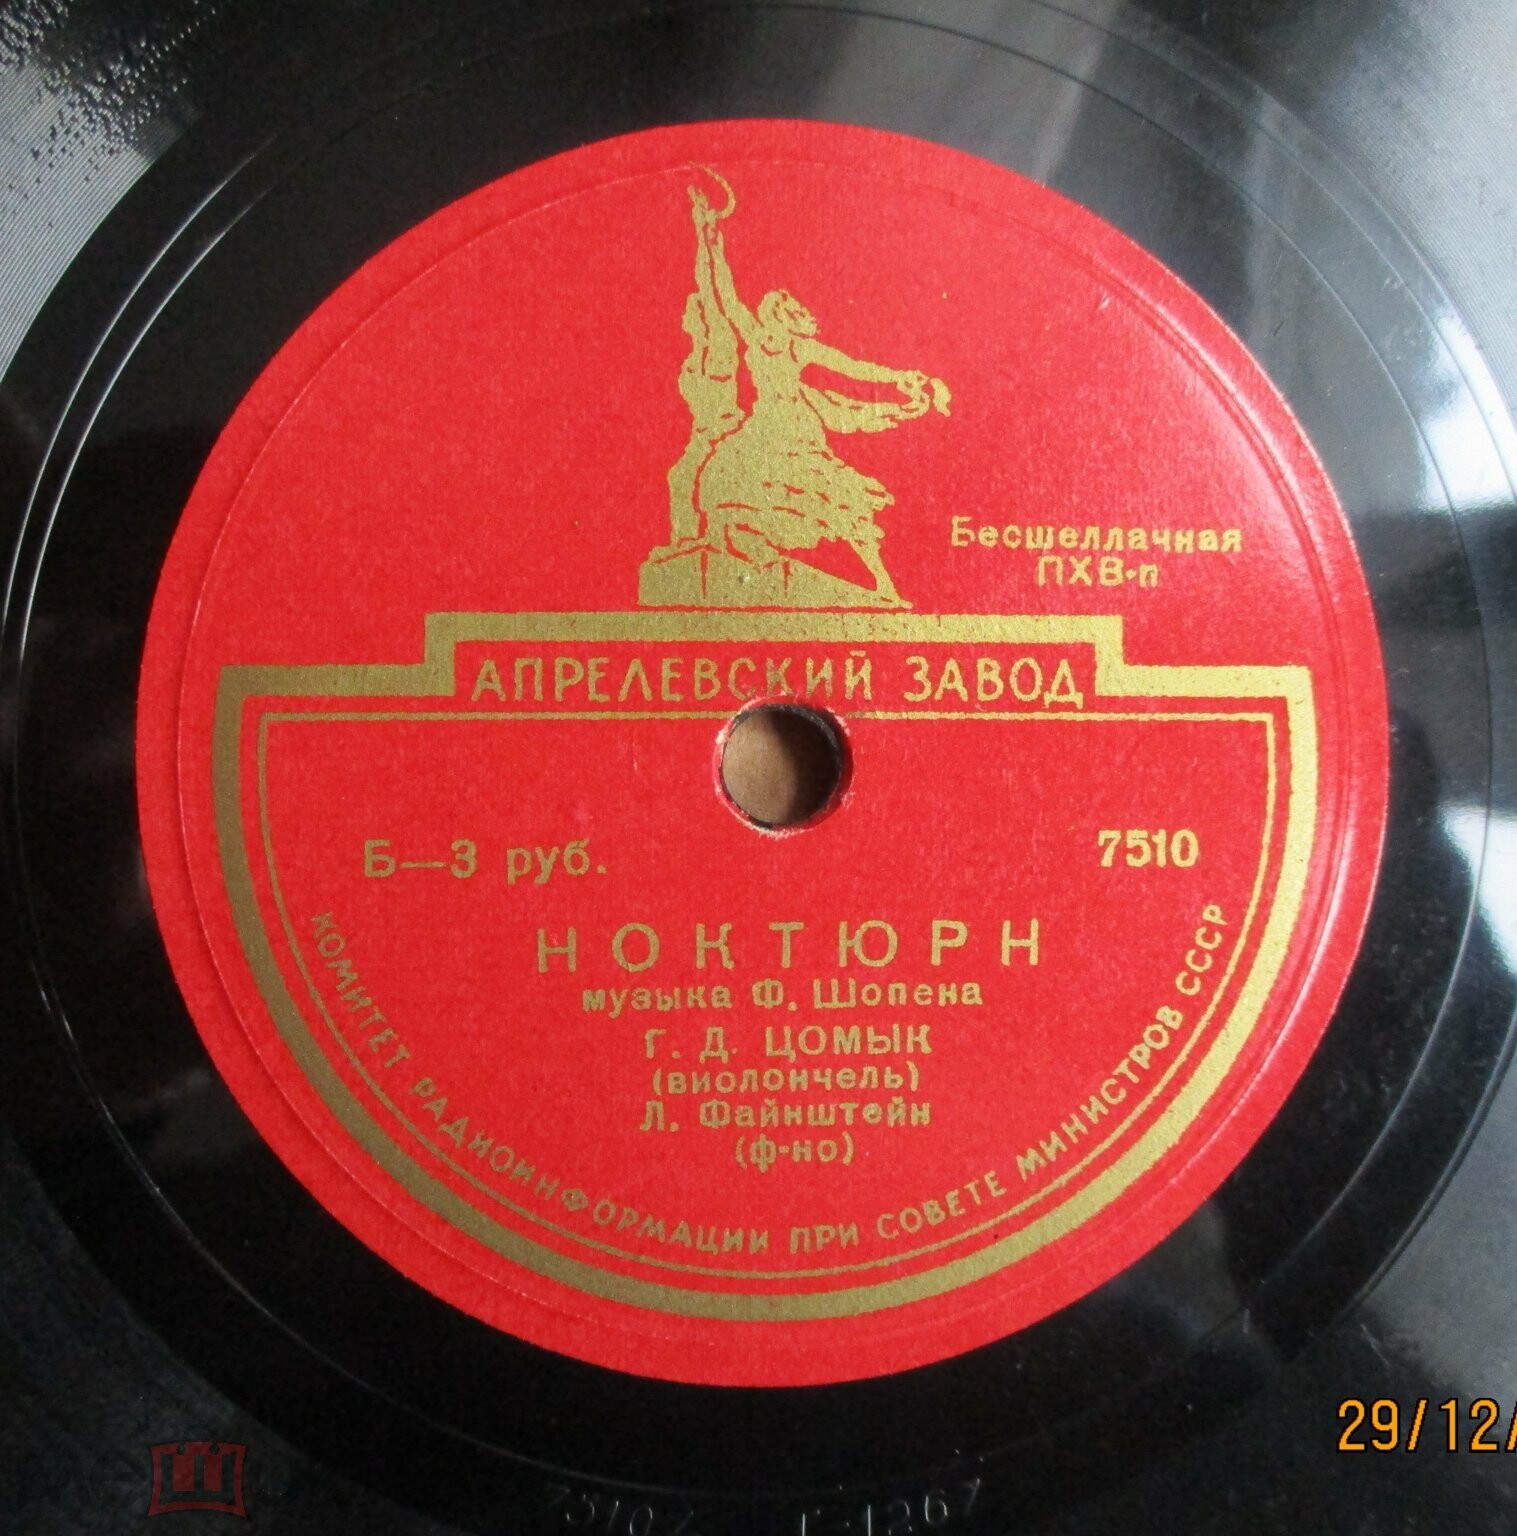 Бесшеллачная
ПХВ-п
АПРЕЛЕВСКИЙ ЗАВОД
Б—3 руб.
7510
НОКТЮРН
музыка Ф. Шопена
Г. Д. ЦОМЫК
(виолончель)
Л. Файнштейн
(ф-но)
КОМИТЕТ РАДИОИНФОРМАЦИИ ПРИ СОВЕТЕ МИНИСТРОВ СССР
29/12/